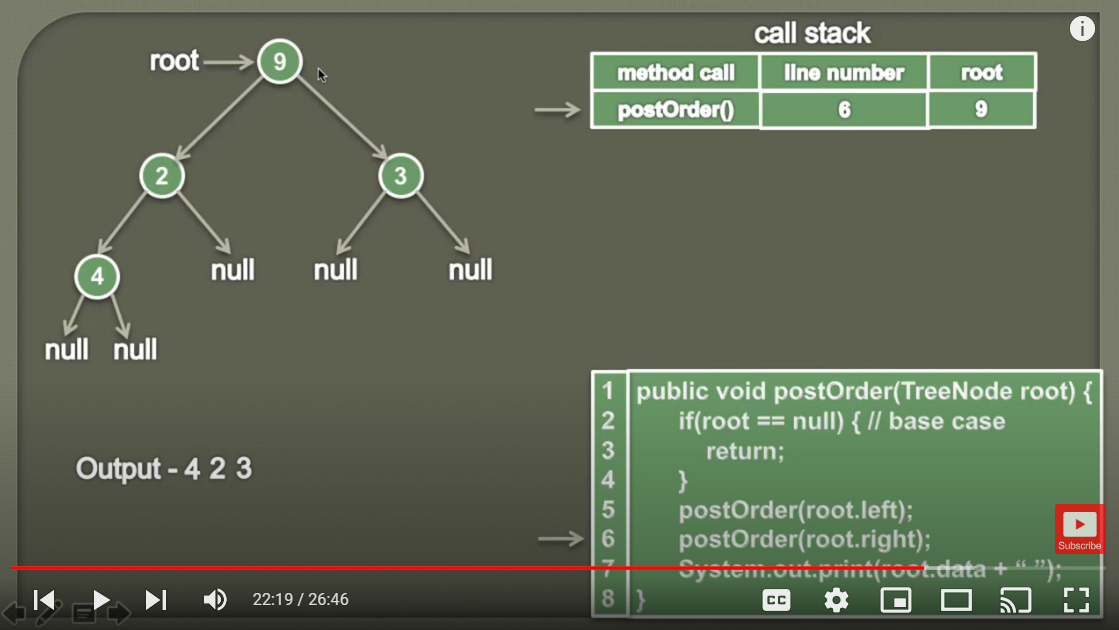 call stack
root
9
method call line number root
postOrder() 6 9
2
3
4
null
null
null
null
null
Output - 4 2 3
1 public void postOrder(TreeNode root) {
2 if(root == null) { // base case
3 return;
4 }
5 postOrder(root.left);
6 postOrder(root.right);
7 System.out.print(root.data + “ ”);
8 }
Subscribe
22:19 / 26:46
CC
i